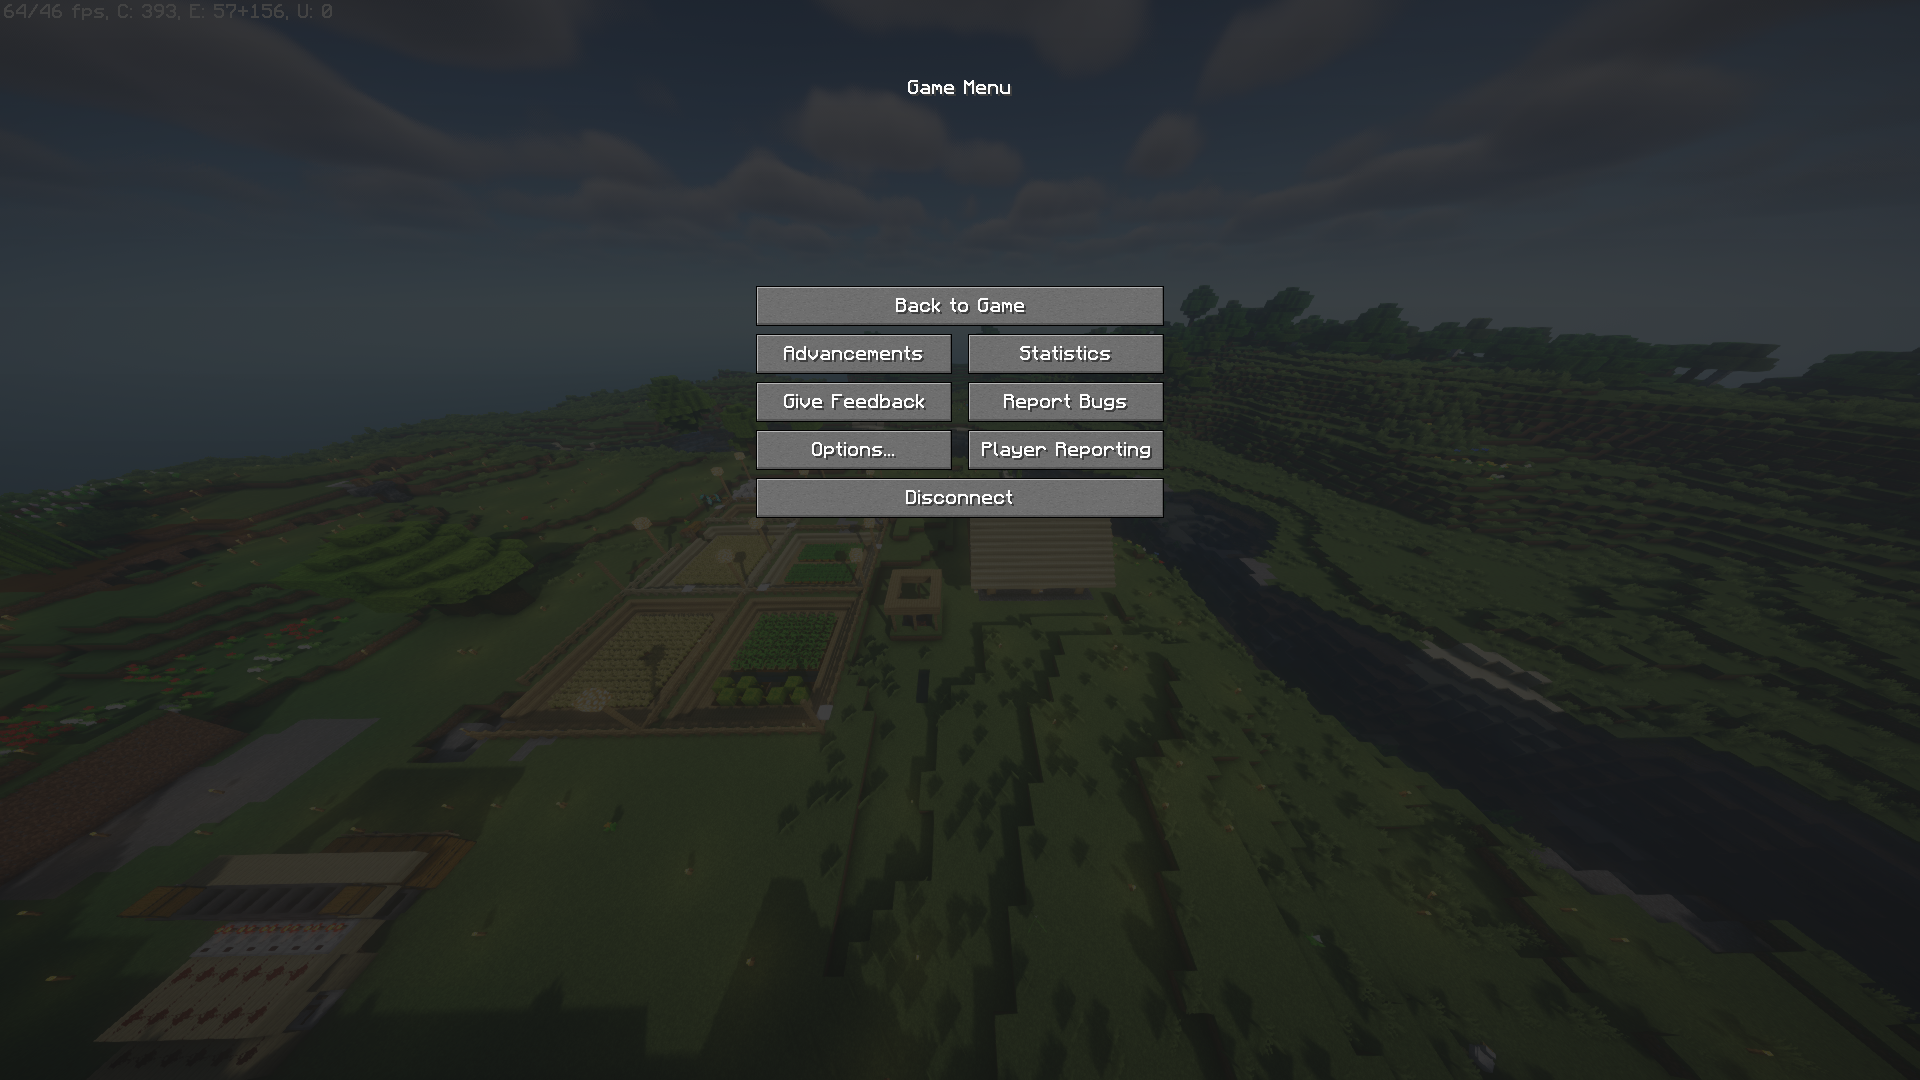 64/46 fps, C: 393, E: 57+156, U: 0
Game Menu
Back to Game
Advancements
Statistics
Give Feedback
Report Bugs
Options...
Player Reporting
Disconnect